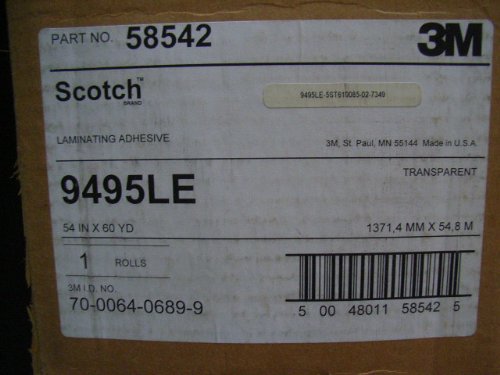 PART NO. 58542 3M
Scotch™ BRAND
9495LE-5GT619085-02-7349
LAMINATING ADHESIVE
3M, St. Paul, MN 55144 Made in U.S.A.
9495LE TRANSPARENT
54 IN X 60 YD 1371,4 MM X 54,8 M
1 ROLLS
3M I.D. NO.
70-0064-0689-9
5 00 48011 58542 5